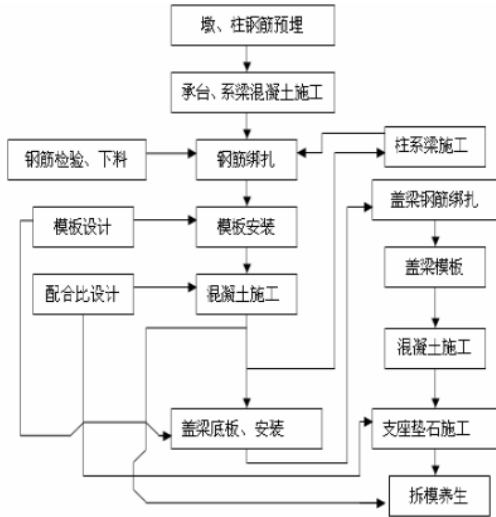 墩、柱钢筋预埋
承台、系梁混凝土施工
钢筋检验、下料
钢筋绑扎
柱系梁施工
模板设计
模板安装
盖梁钢筋绑扎
配合比设计
混凝土施工
盖梁模板
混凝土施工
盖梁底板、安装
支座垫石施工
拆模养生